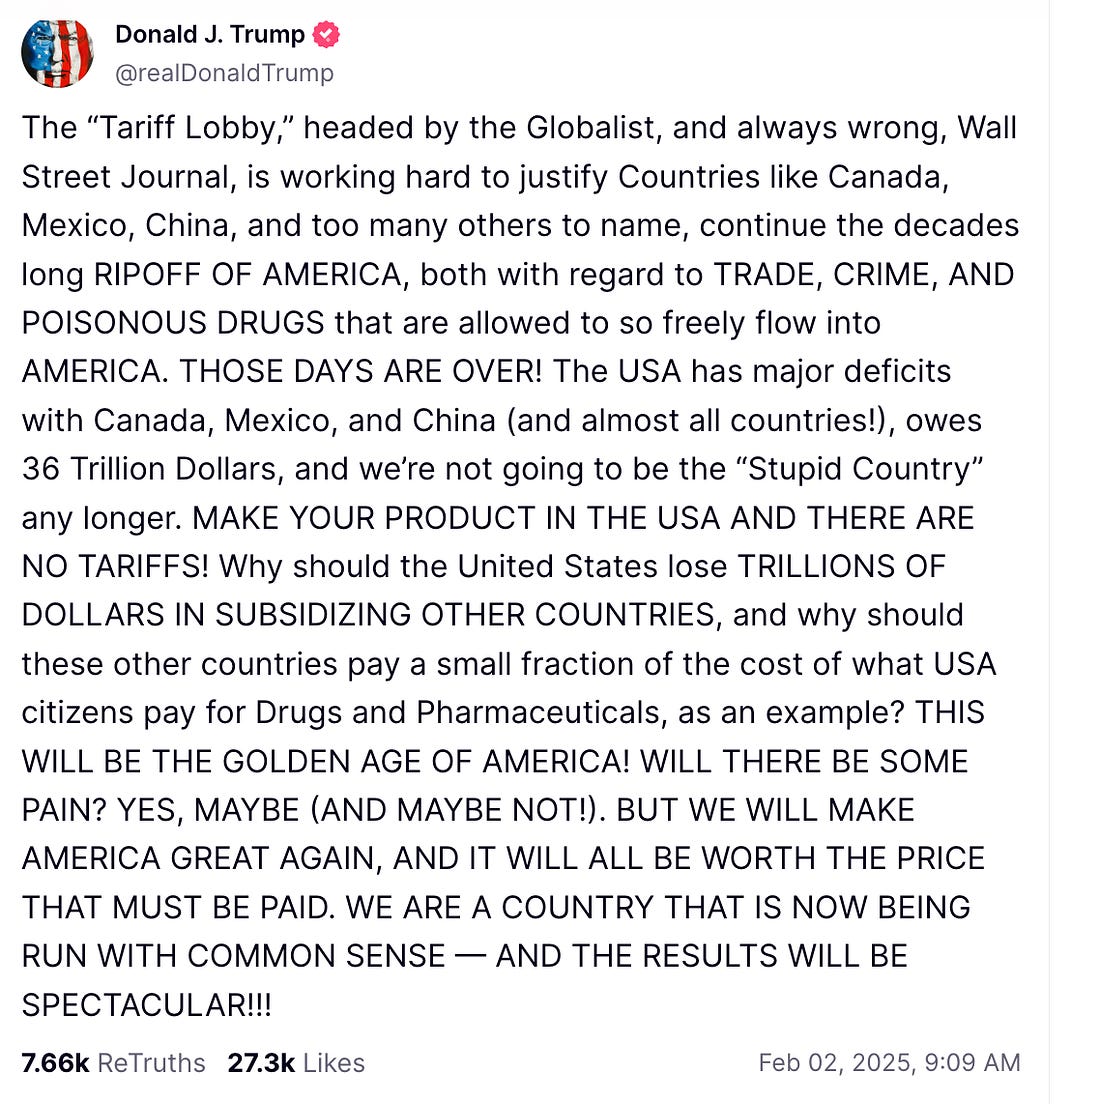 Donald J. Trump
@realDonaldTrump
The “Tariff Lobby,” headed by the Globalist, and always wrong, Wall
Street Journal, is working hard to justify Countries like Canada,
Mexico, China, and too many others to name, continue the decades
long RIPOFF OF AMERICA, both with regard to TRADE, CRIME, AND
POISONOUS DRUGS that are allowed to so freely flow into
AMERICA. THOSE DAYS ARE OVER! The USA has major deficits
with Canada, Mexico, and China (and almost all countries!), owes
36 Trillion Dollars, and we’re not going to be the “Stupid Country”
any longer. MAKE YOUR PRODUCT IN THE USA AND THERE ARE
NO TARIFFS! Why should the United States lose TRILLIONS OF
DOLLARS IN SUBSIDIZING OTHER COUNTRIES, and why should
these other countries pay a small fraction of the cost of what USA
citizens pay for Drugs and Pharmaceuticals, as an example? THIS
WILL BE THE GOLDEN AGE OF AMERICA! WILL THERE BE SOME
PAIN? YES, MAYBE (AND MAYBE NOT!). BUT WE WILL MAKE
AMERICA GREAT AGAIN, AND IT WILL ALL BE WORTH THE PRICE
THAT MUST BE PAID. WE ARE A COUNTRY THAT IS NOW BEING
RUN WITH COMMON SENSE — AND THE RESULTS WILL BE
SPECTACULAR!!!
7.66k ReTruths 27.3k Likes Feb 02, 2025, 9:09 AM